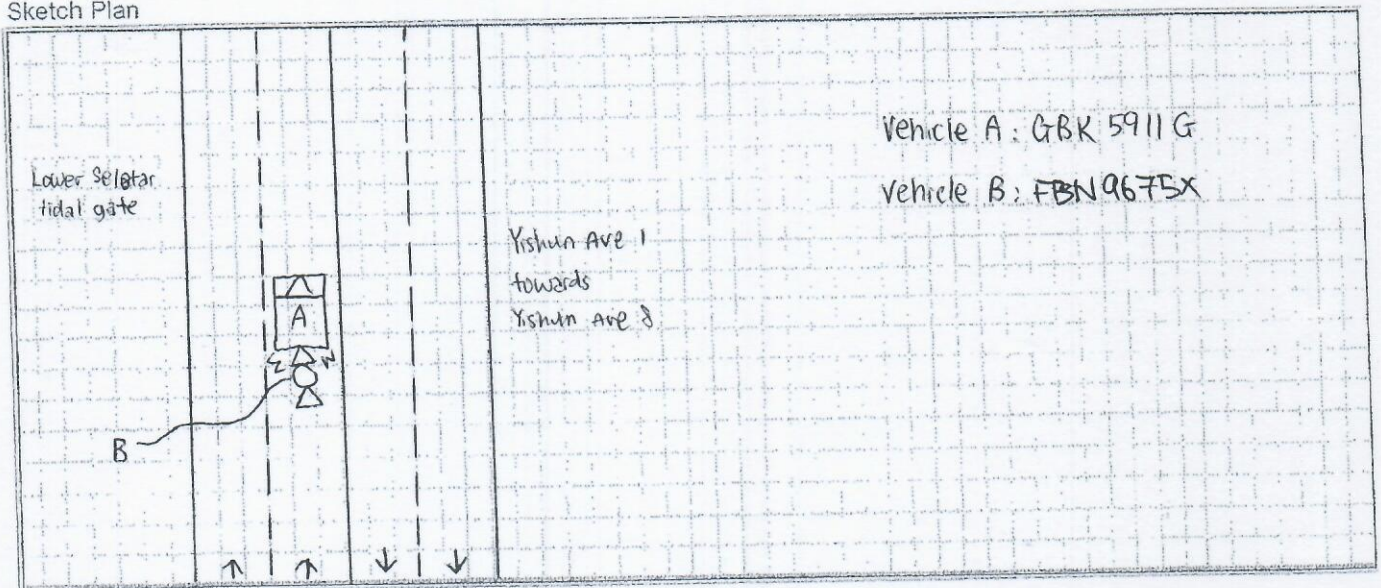 Sketch Plan
Vehicle A: GBK 5911 G
Vehicle B: FBN9675X
Lower Seletar
tidal gate
Yishun Ave 1
towards
Yishun Ave 8
A
B